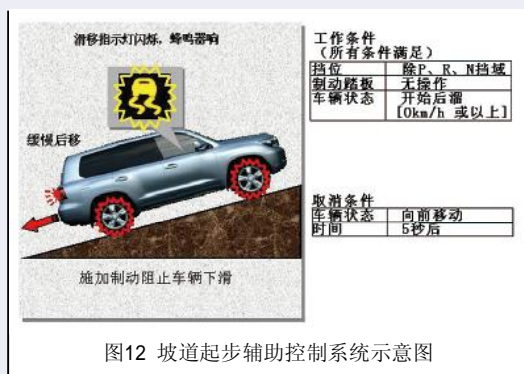 滑移指示灯闪烁，蜂鸣器响
缓慢后移
施加制动阻止车辆下滑
工作条件
（所有条件满足）
挡位 除P、R、N挡域
制动踏板 无操作
车辆状态 开始后溜
[0km/h 或以上]
取消条件
车辆状态 向前移动
时间 5秒后
图12 坡道起步辅助控制系统示意图